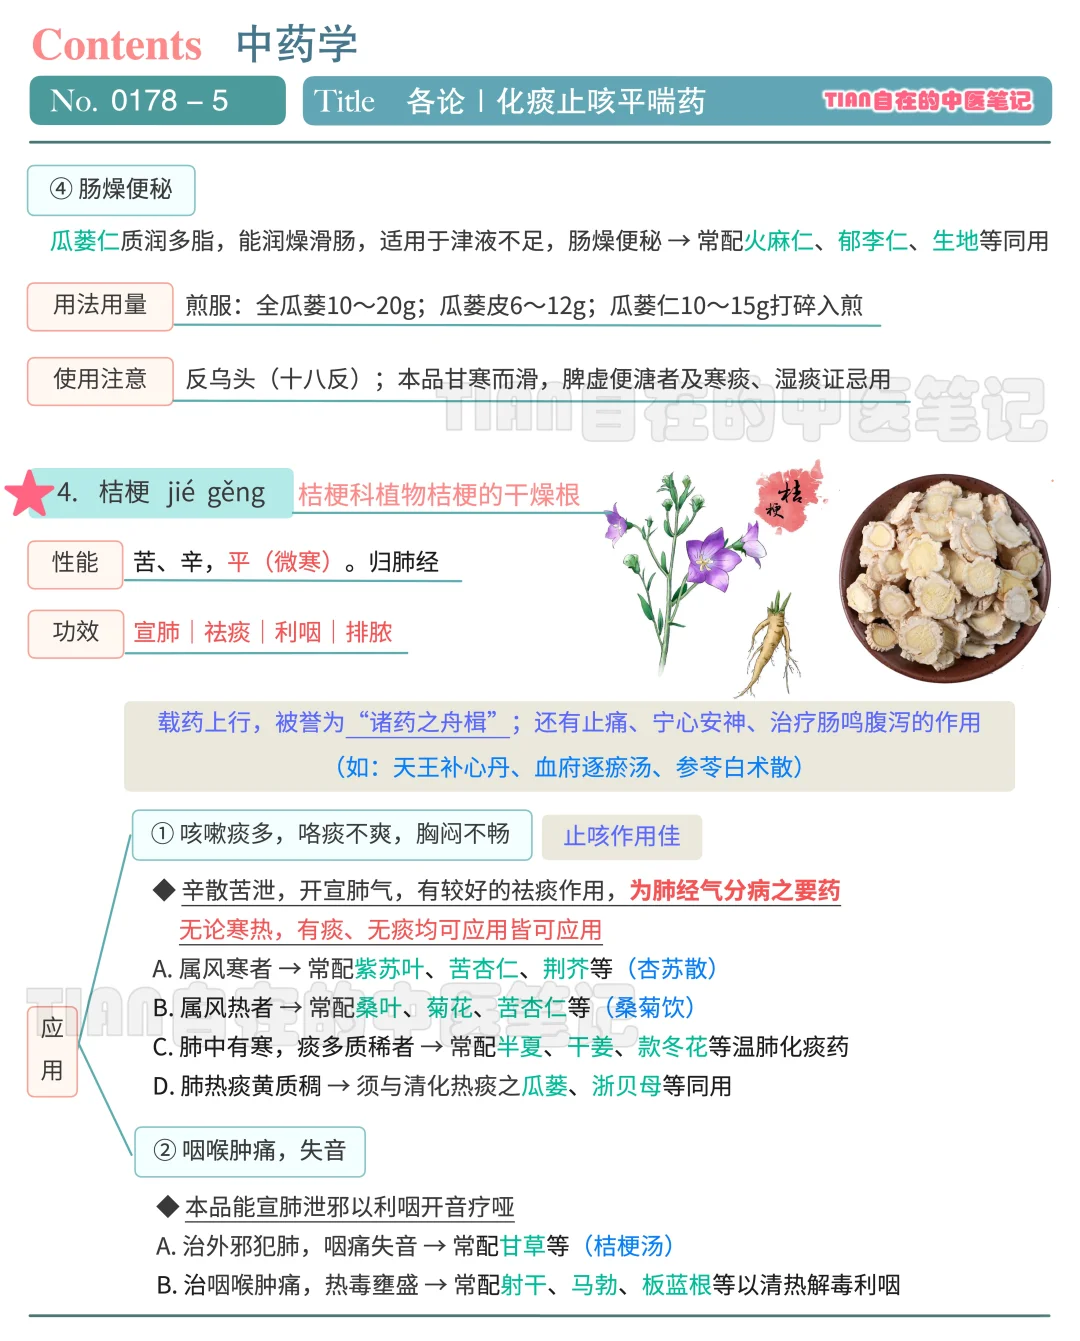 Contents 中药学
No. 0178 – 5 Title 各论丨化痰止咳平喘药 TIAN自在的中医笔记
④ 肠燥便秘
瓜蒌仁质润多脂，能润燥滑肠，适用于津液不足，肠燥便秘 → 常配火麻仁、郁李仁、生地等同用
用法用量 煎服：全瓜蒌10～20g；瓜蒌皮6～12g；瓜蒌仁10～15g打碎入煎
使用注意 反乌头（十八反）；本品甘寒而滑，脾虚便溏者及寒痰、湿痰证忌用
TIAN自在的中医笔记
4. 桔梗 jié gěng 桔梗科植物桔梗的干燥根
桔梗
性能 苦、辛，平（微寒）。归肺经
功效 宣肺｜祛痰｜利咽｜排脓
载药上行，被誉为“诸药之舟楫”；还有止痛、宁心安神、治疗肠鸣腹泻的作用
（如：天王补心丹、血府逐瘀汤、参苓白术散）
① 咳嗽痰多，咯痰不爽，胸闷不畅 止咳作用佳
◆ 辛散苦泄，开宣肺气，有较好的祛痰作用，为肺经气分病之要药
无论寒热，有痰、无痰均可应用皆可应用
A. 属风寒者 → 常配紫苏叶、苦杏仁、荆芥等（杏苏散）
TIAN自在的中医笔记
B. 属风热者 → 常配桑叶、菊花、苦杏仁等（桑菊饮）
应用
C. 肺中有寒，痰多质稀者 → 常配半夏、干姜、款冬花等温肺化痰药
D. 肺热痰黄质稠 → 须与清化热痰之瓜蒌、浙贝母等同用
② 咽喉肿痛，失音
◆ 本品能宣肺泄邪以利咽开音疗哑
A. 治外邪犯肺，咽痛失音 → 常配甘草等（桔梗汤）
B. 治咽喉肿痛，热毒壅盛 → 常配射干、马勃、板蓝根等以清热解毒利咽